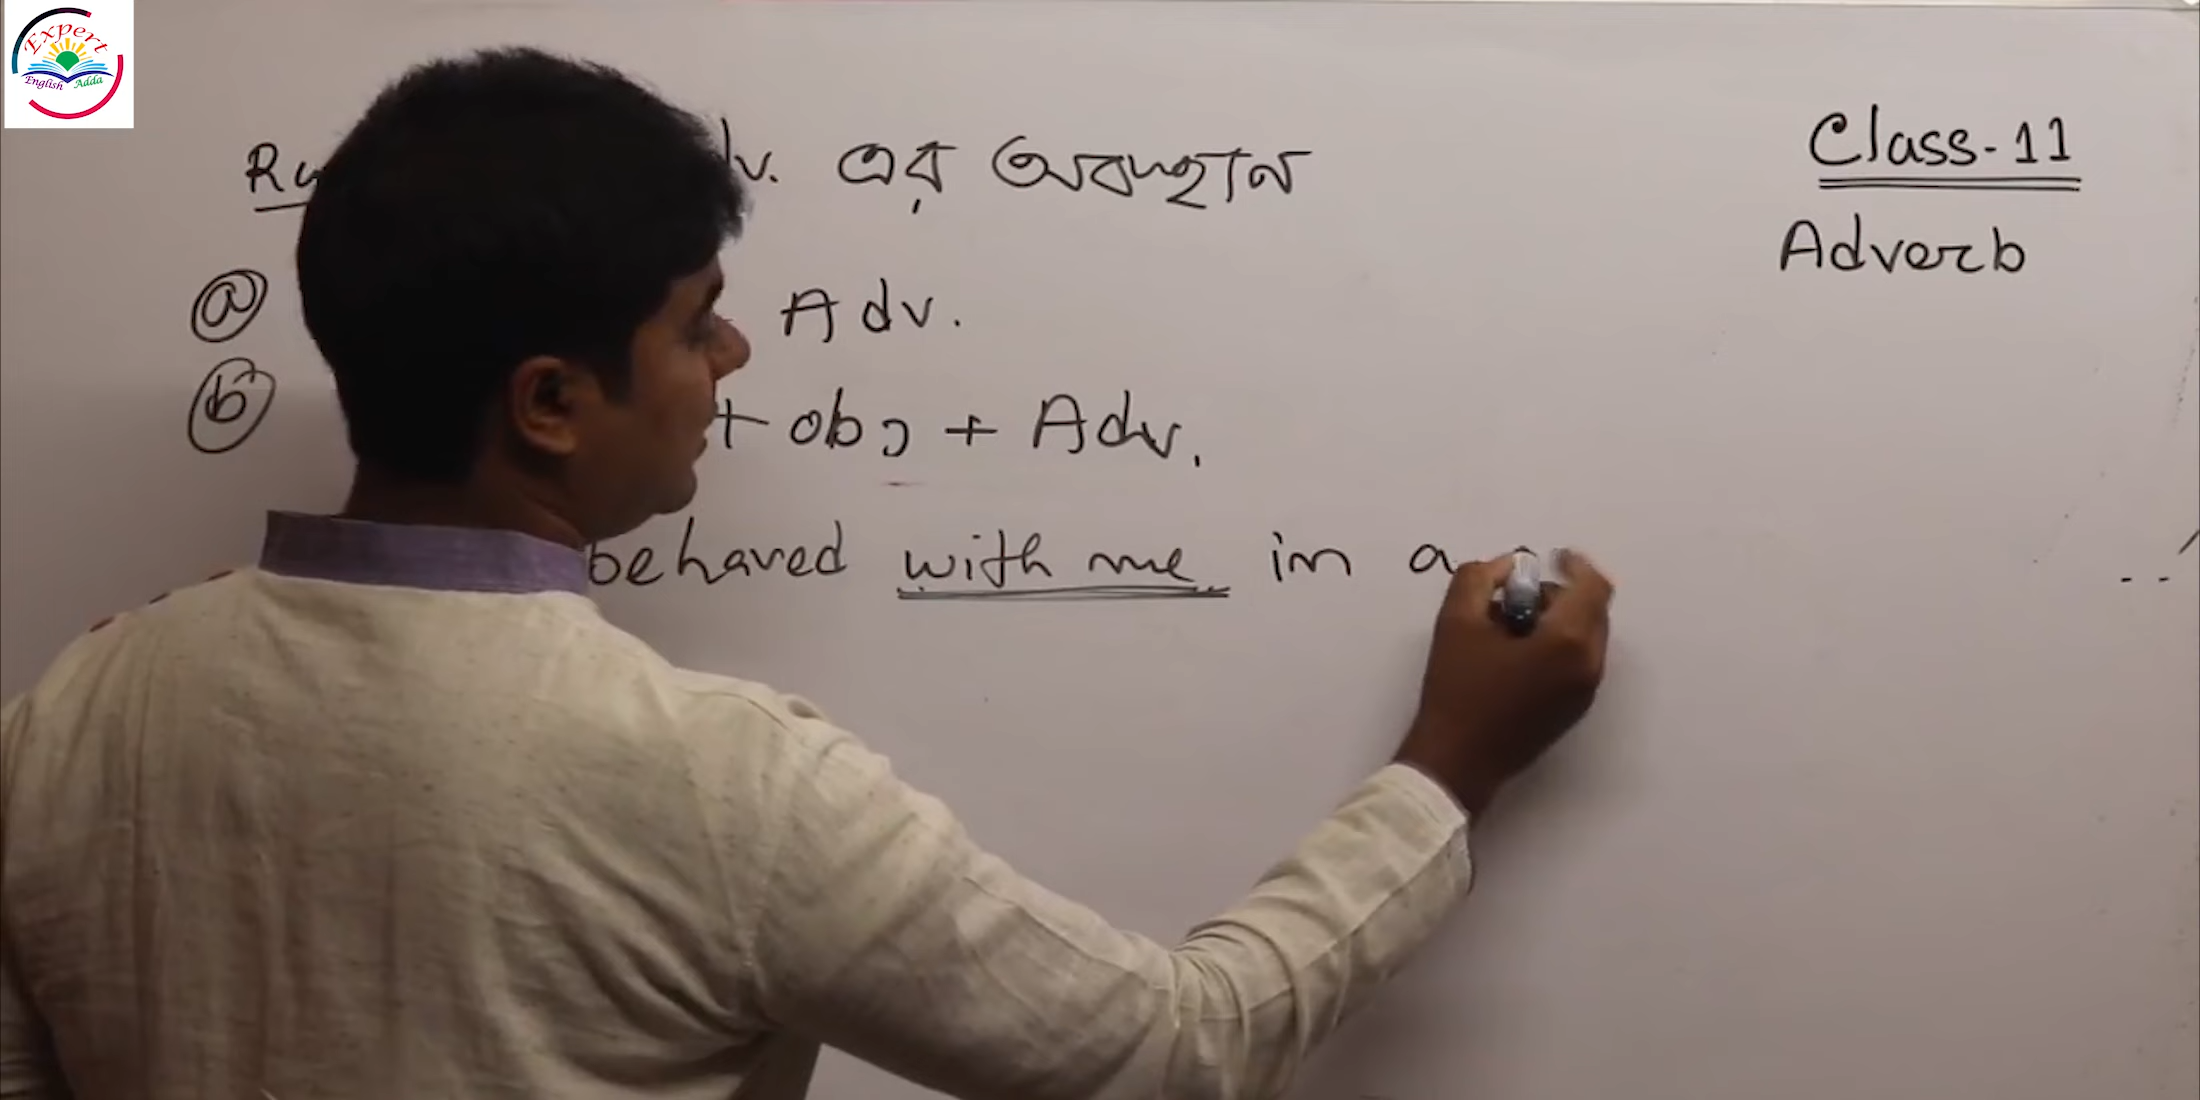 Expert
English Adda
Class-11
Adverb
Ru dv. এর অবস্থান
a Adv.
b + obj + Adv.
behaved with me in a